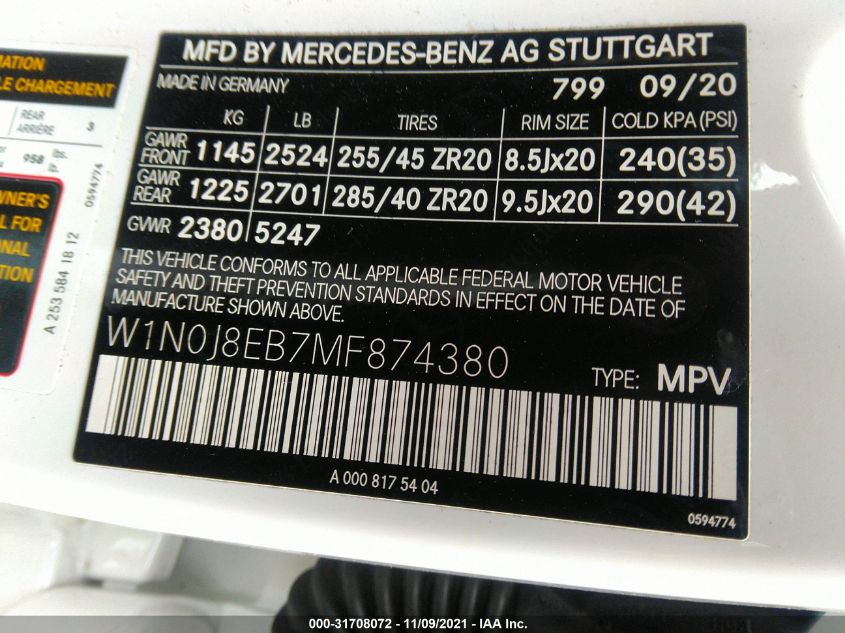 MFD BY MERCEDES-BENZ AG STUTTGART
MADE IN GERMANY 799 09/20
KG LB TIRES RIM SIZE COLD KPA (PSI)
GAWR FRONT 1145 2524 255/45 ZR20 8.5Jx20 240(35)
GAWR REAR 1225 2701 285/40 ZR20 9.5Jx20 290(42)
GVWR 2380 5247
THIS VEHICLE CONFORMS TO ALL APPLICABLE FEDERAL MOTOR VEHICLE
SAFETY AND THEFT PREVENTION STANDARDS IN EFFECT ON THE DATE OF
MANUFACTURE SHOWN ABOVE.
W1N0J8EB7MF874380
TYPE: MPV
A 000 817 54 04
0594774
CHARGEMENT
REAR
ARRIÈRE 3
958 lbs.
lb.
0594774
A 253 584 18 12
FOR
000-31708072 - 11/09/2021 - IAA Inc.